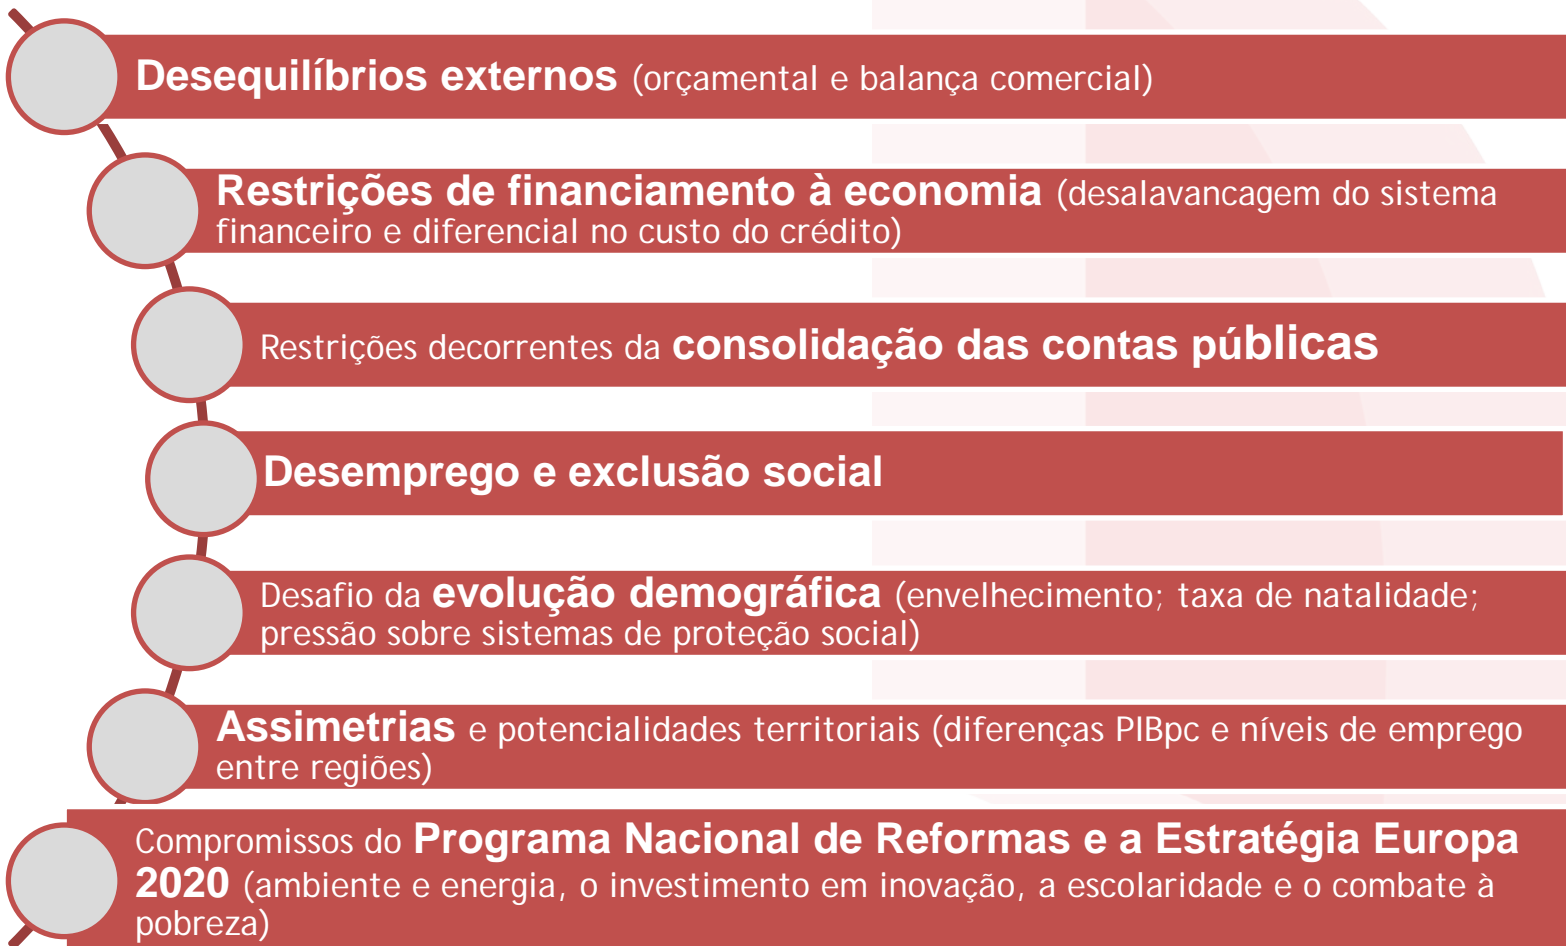 Desequilíbrios externos (orçamental e balança comercial)
Restrições de financiamento à economia (desalavancagem do sistema
financeiro e diferencial no custo do crédito)
Restrições decorrentes da consolidação das contas públicas
Desemprego e exclusão social
Desafio da evolução demográfica (envelhecimento; taxa de natalidade;
pressão sobre sistemas de proteção social)
Assimetrias e potencialidades territoriais (diferenças PIBpc e níveis de emprego
entre regiões)
Compromissos do Programa Nacional de Reformas e a Estratégia Europa
2020 (ambiente e energia, o investimento em inovação, a escolaridade e o combate à
pobreza)